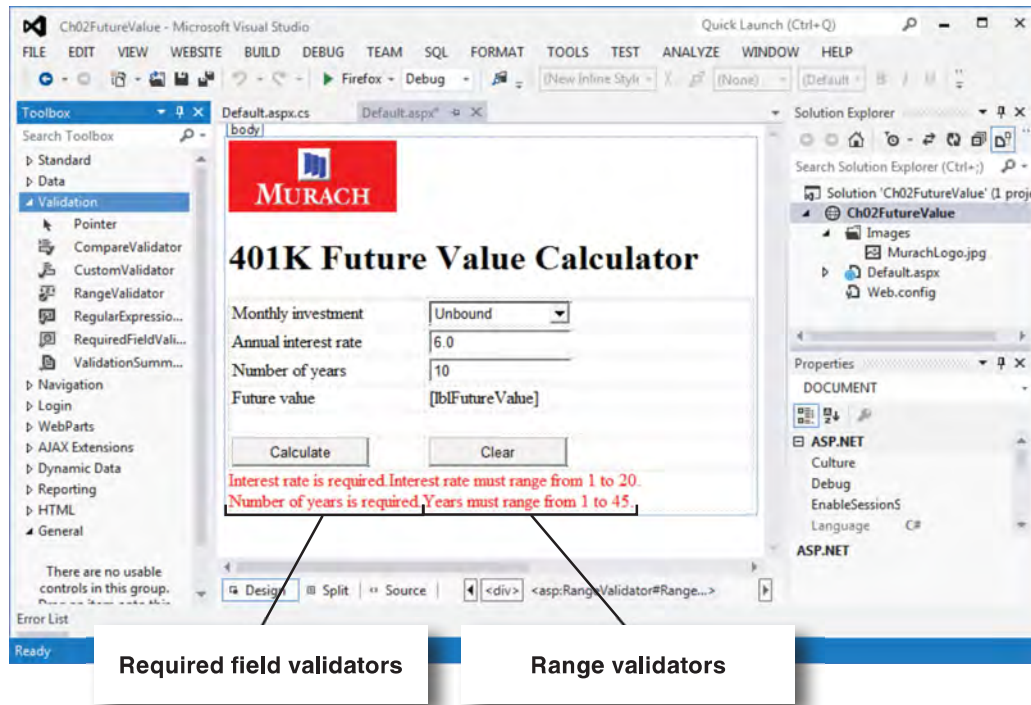 Ch02FutureValue - Microsoft Visual Studio
Quick Launch (Ctrl+Q)
FILE EDIT VIEW WEBSITE BUILD DEBUG TEAM SQL FORMAT TOOLS TEST ANALYZE WINDOW HELP
Firefox - Debug (New Inline Style (None) (Default
Toolbox
Search Toolbox
Standard
Data
Validation
Pointer
CompareValidator
CustomValidator
RangeValidator
RegularExpressio...
RequiredFieldVali...
ValidationSumm...
Navigation
Login
WebParts
AJAX Extensions
Dynamic Data
Reporting
HTML
General
There are no usable
controls in this group.
Default.aspx.cs Default.aspx*
body
MURACH
401K Future Value Calculator
Monthly investment Unbound
Annual interest rate 6.0
Number of years 10
Future value [lblFutureValue]
Calculate Clear
Interest rate is required.Interest rate must range from 1 to 20.
Number of years is required.Years must range from 1 to 45.
Design Split Source <div> <asp:RangeValidator#Range...>
Solution Explorer
Search Solution Explorer (Ctrl+;)
Solution 'Ch02FutureValue' (1 proje
Ch02FutureValue
Images
MurachLogo.jpg
Default.aspx
Web.config
Properties
DOCUMENT
ASP.NET
Culture
Debug
EnableSessionS
Language C#
ASP.NET
Error List
Ready
Required field validators
Range validators